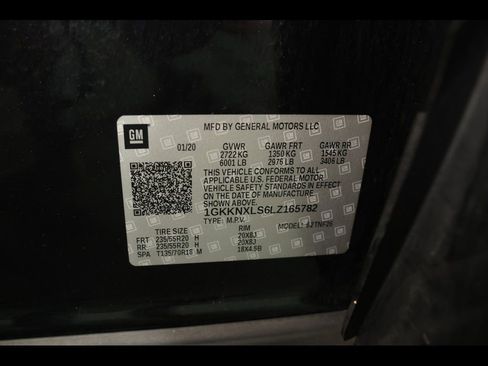 GM
MFD BY GENERAL MOTORS LLC
01/20 GVWR GAWR FRT GAWR RR
2722 KG 1350 KG 1545 KG
6001 LB 2976 LB 3406 LB
THIS VEHICLE CONFORMS TO ALL
APPLICABLE U.S. FEDERAL MOTOR
VEHICLE SAFETY STANDARDS IN EFFECT
ON THE DATE OF MANUFACTURE
SHOWN ABOVE.
1GKKNXLS6LZ165782
TYPE: M.P.V. MODEL:
TIRE SIZE RIM
FRT 235/55R20 H 20X8J
RR 235/55R20 H 20X8J
SPA T135/70R18 M 18X4.5B